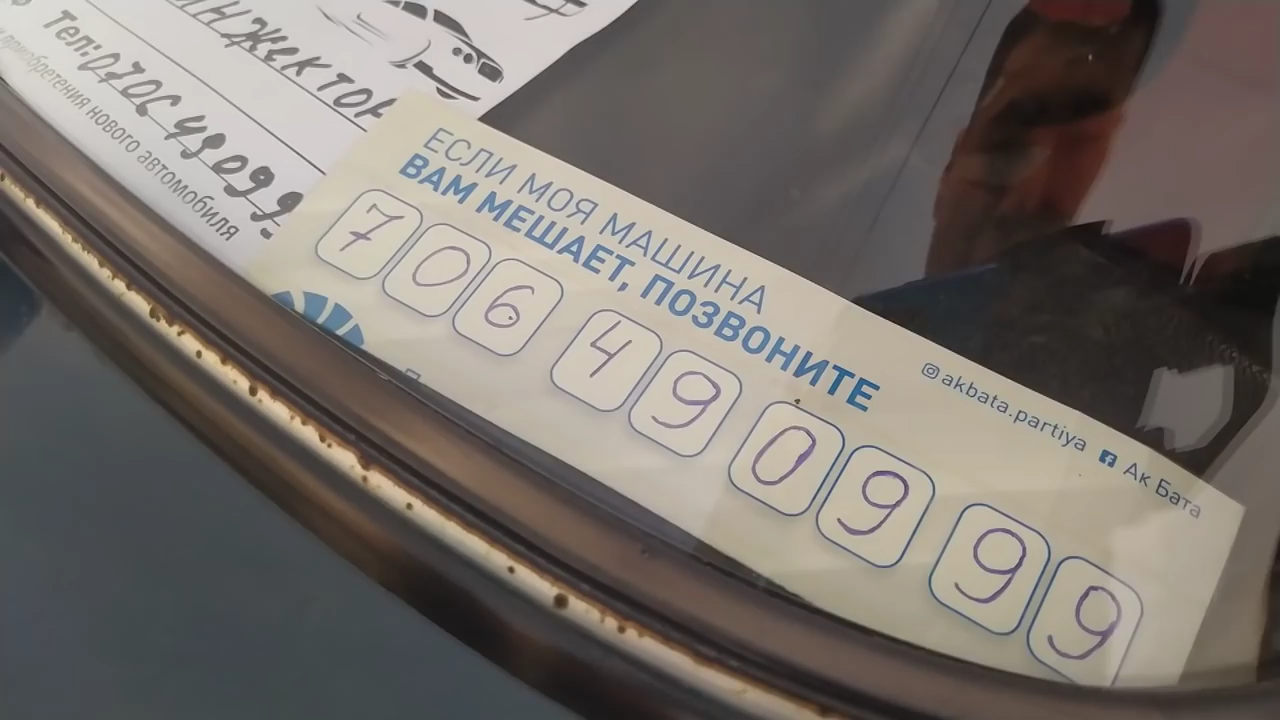 ИНЖЕКТОР
Тел: 0706 49099
приобретения нового автомобиля
ЕСЛИ МОЯ МАШИНА
ВАМ МЕШАЕТ, ПОЗВОНИТЕ
706 49 09 99
akbata.partiya Ак Бата